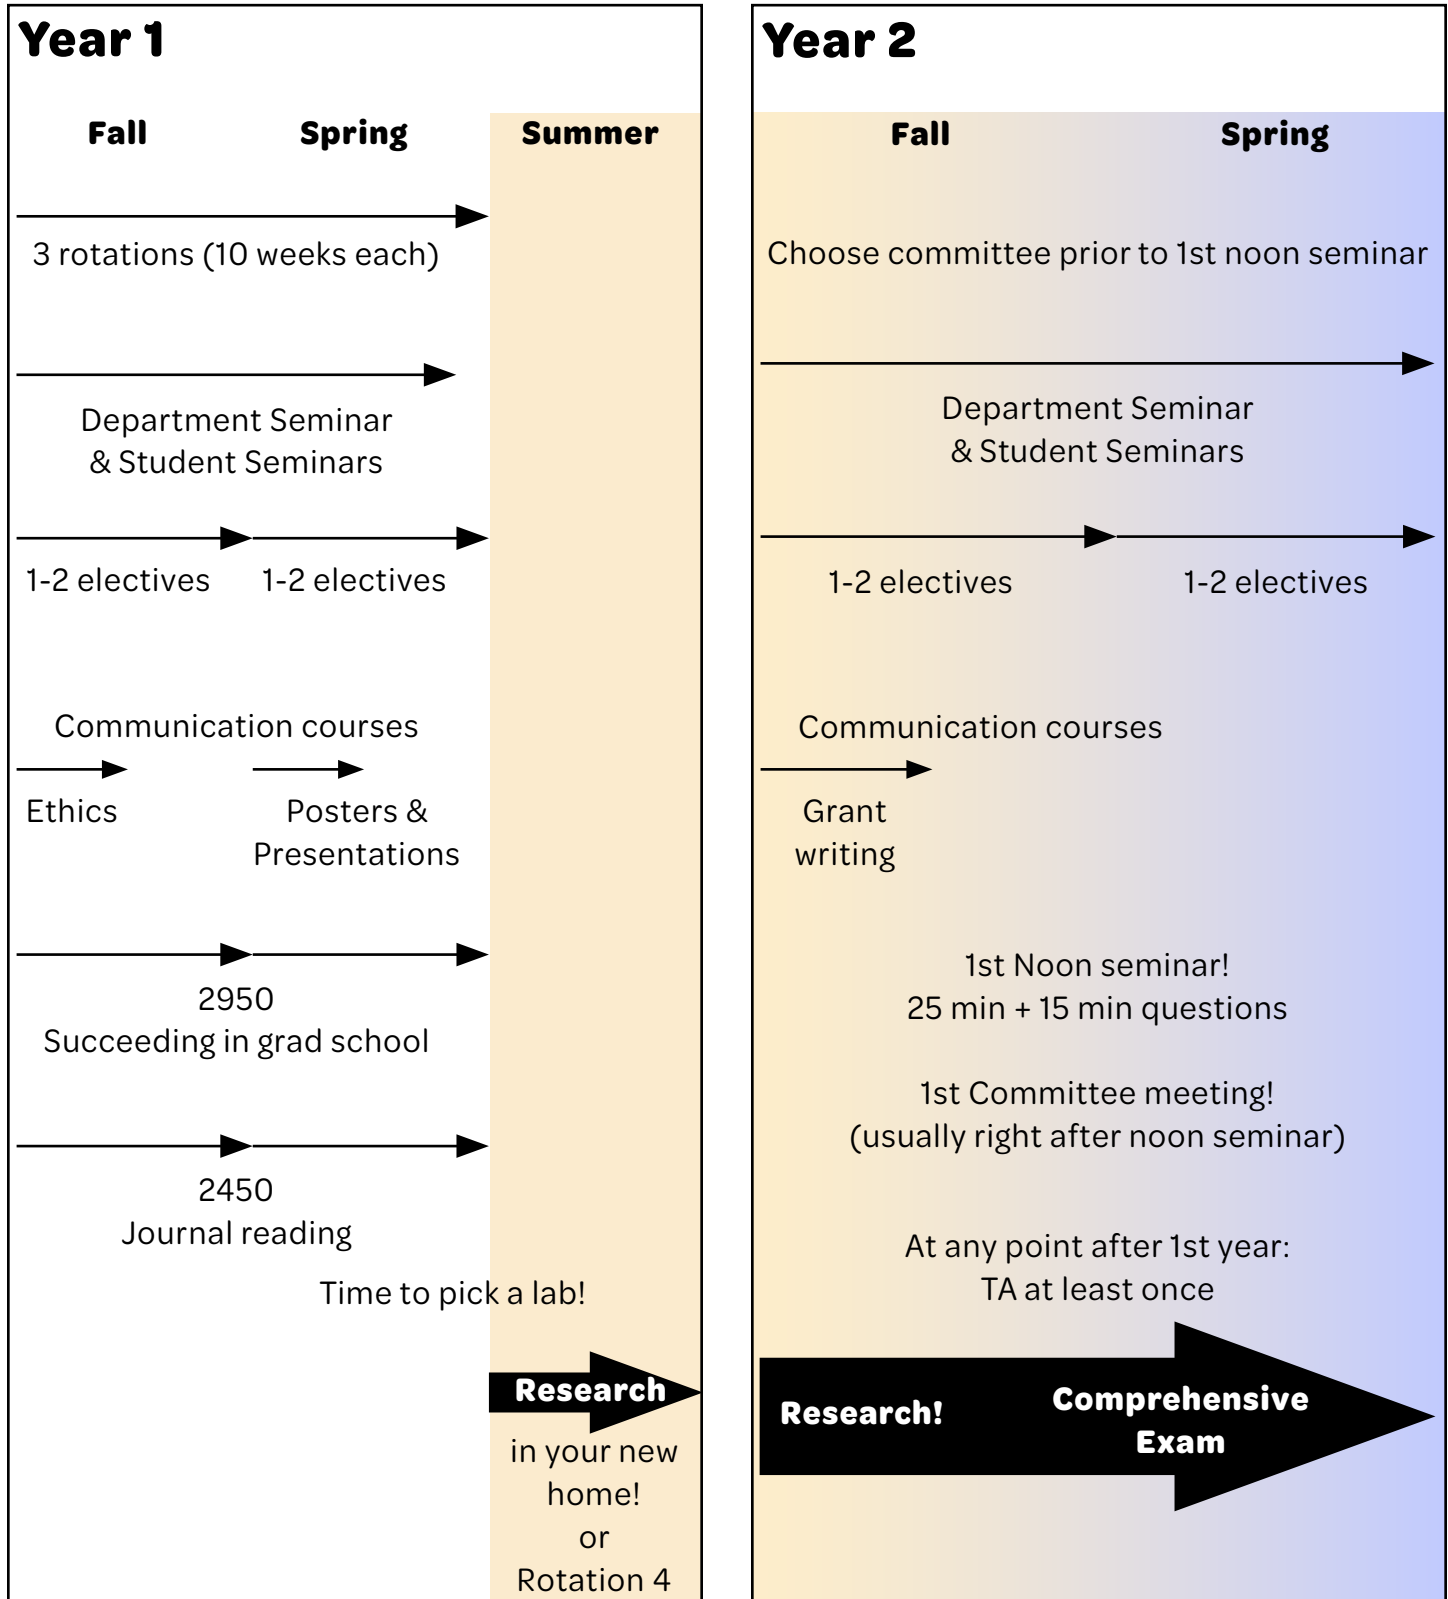 Year 1
Fall
Spring
Summer
3 rotations (10 weeks each)
Department Seminar
& Student Seminars
1-2 electives
1-2 electives
Communication courses
Ethics
Posters &
Presentations
2950
Succeeding in grad school
2450
Journal reading
Time to pick a lab!
Research
in your new
home!
or
Rotation 4
Year 2
Fall
Spring
Choose committee prior to 1st noon seminar
Department Seminar
& Student Seminars
1-2 electives
1-2 electives
Communication courses
Grant
writing
1st Noon seminar!
25 min + 15 min questions
1st Committee meeting!
(usually right after noon seminar)
At any point after 1st year:
TA at least once
Research!
Comprehensive
Exam